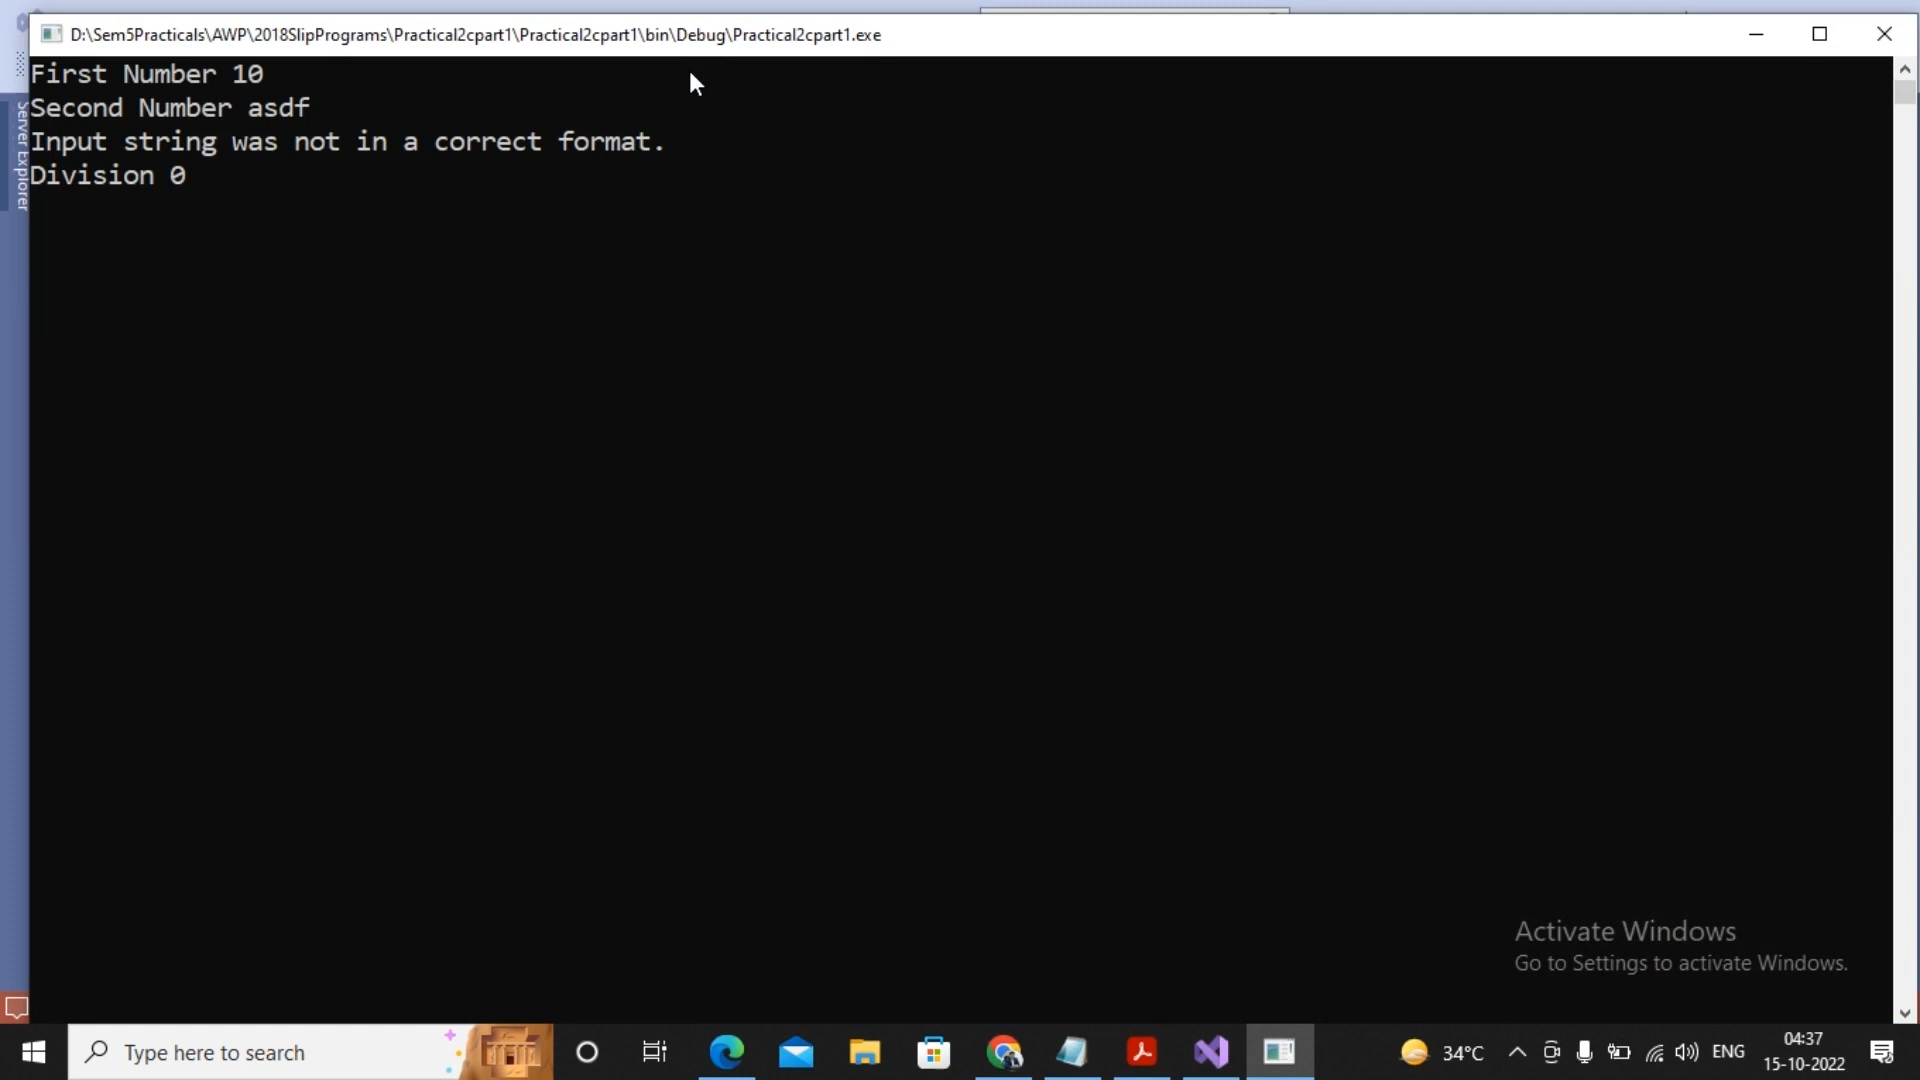 D:\Sem5Practicals\AWP\2018SlipPrograms\Practical2cpart1\Practical2cpart1\bin\Debug\Practical2cpart1.exe
First Number 10
Second Number asdf
Input string was not in a correct format.
Division 0
Server Explorer
Activate Windows
Go to Settings to activate Windows.
Type here to search
34°C
ENG
04:37
15-10-2022